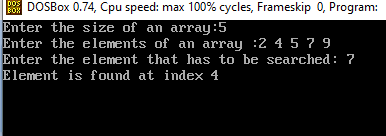 DOS BOX DOSBox 0.74, Cpu speed: max 100% cycles, Frameskip 0, Program:
Enter the size of an array:5
Enter the elements of an array :2 4 5 7 9
Enter the element that has to be searched: 7
Element is found at index 4